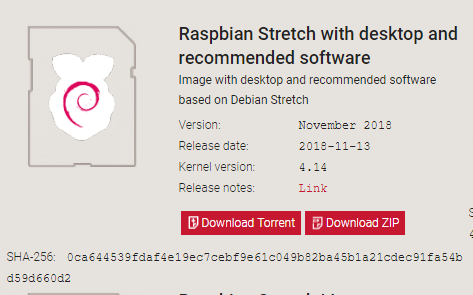 Raspbian Stretch with desktop and
recommended software
Image with desktop and recommended software
based on Debian Stretch
Version: November 2018
Release date: 2018-11-13
Kernel version: 4.14
Release notes: Link
Download Torrent Download ZIP
SHA-256: 0ca644539fdaf4e19ec7cebf9e61c049b82ba45b1a21cdec91fa54b
d59d660d2